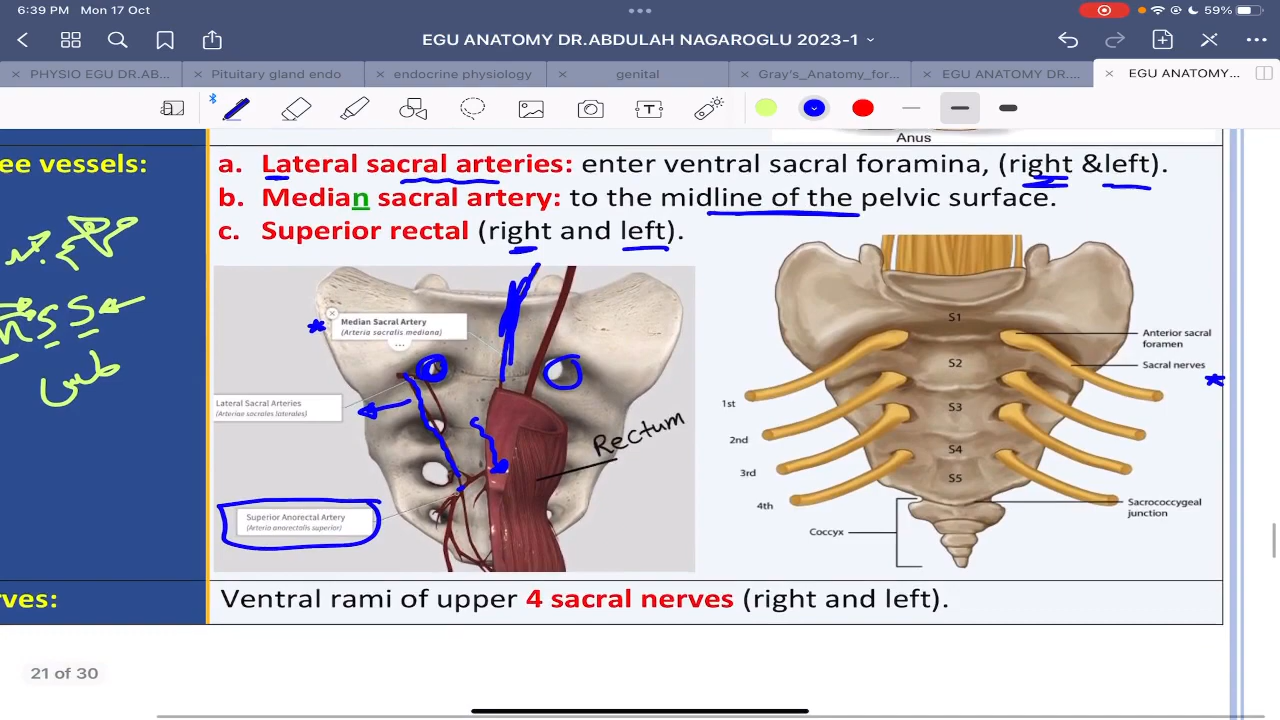 6:39 PM Mon 17 Oct
59%
EGU ANATOMY DR.ABDULAH NAGAROGLU 2023-1
PHYSIO EGU DR.AB...
Pituitary gland endo
endocrine physiology
genital
Gray's_Anatomy_for...
EGU ANATOMY DR....
EGU ANATOMY...
Anus
ee vessels:
a. Lateral sacral arteries: enter ventral sacral foramina, (right &left).
b. Median sacral artery: to the midline of the pelvic surface.
c. Superior rectal (right and left).
Median Sacral Artery
(Arteria sacralis mediana)
Lateral Sacral Arteries
(Arteriae sacrales laterales)
Superior Anorectal Artery
(Arteria anorectalis superior)
Rectum
S1
S2
S3
S4
S5
1st
2nd
3rd
4th
Coccyx
Anterior sacral
foramen
Sacral nerves
Sacrococcygeal
junction
rves:
Ventral rami of upper 4 sacral nerves (right and left).
21 of 30